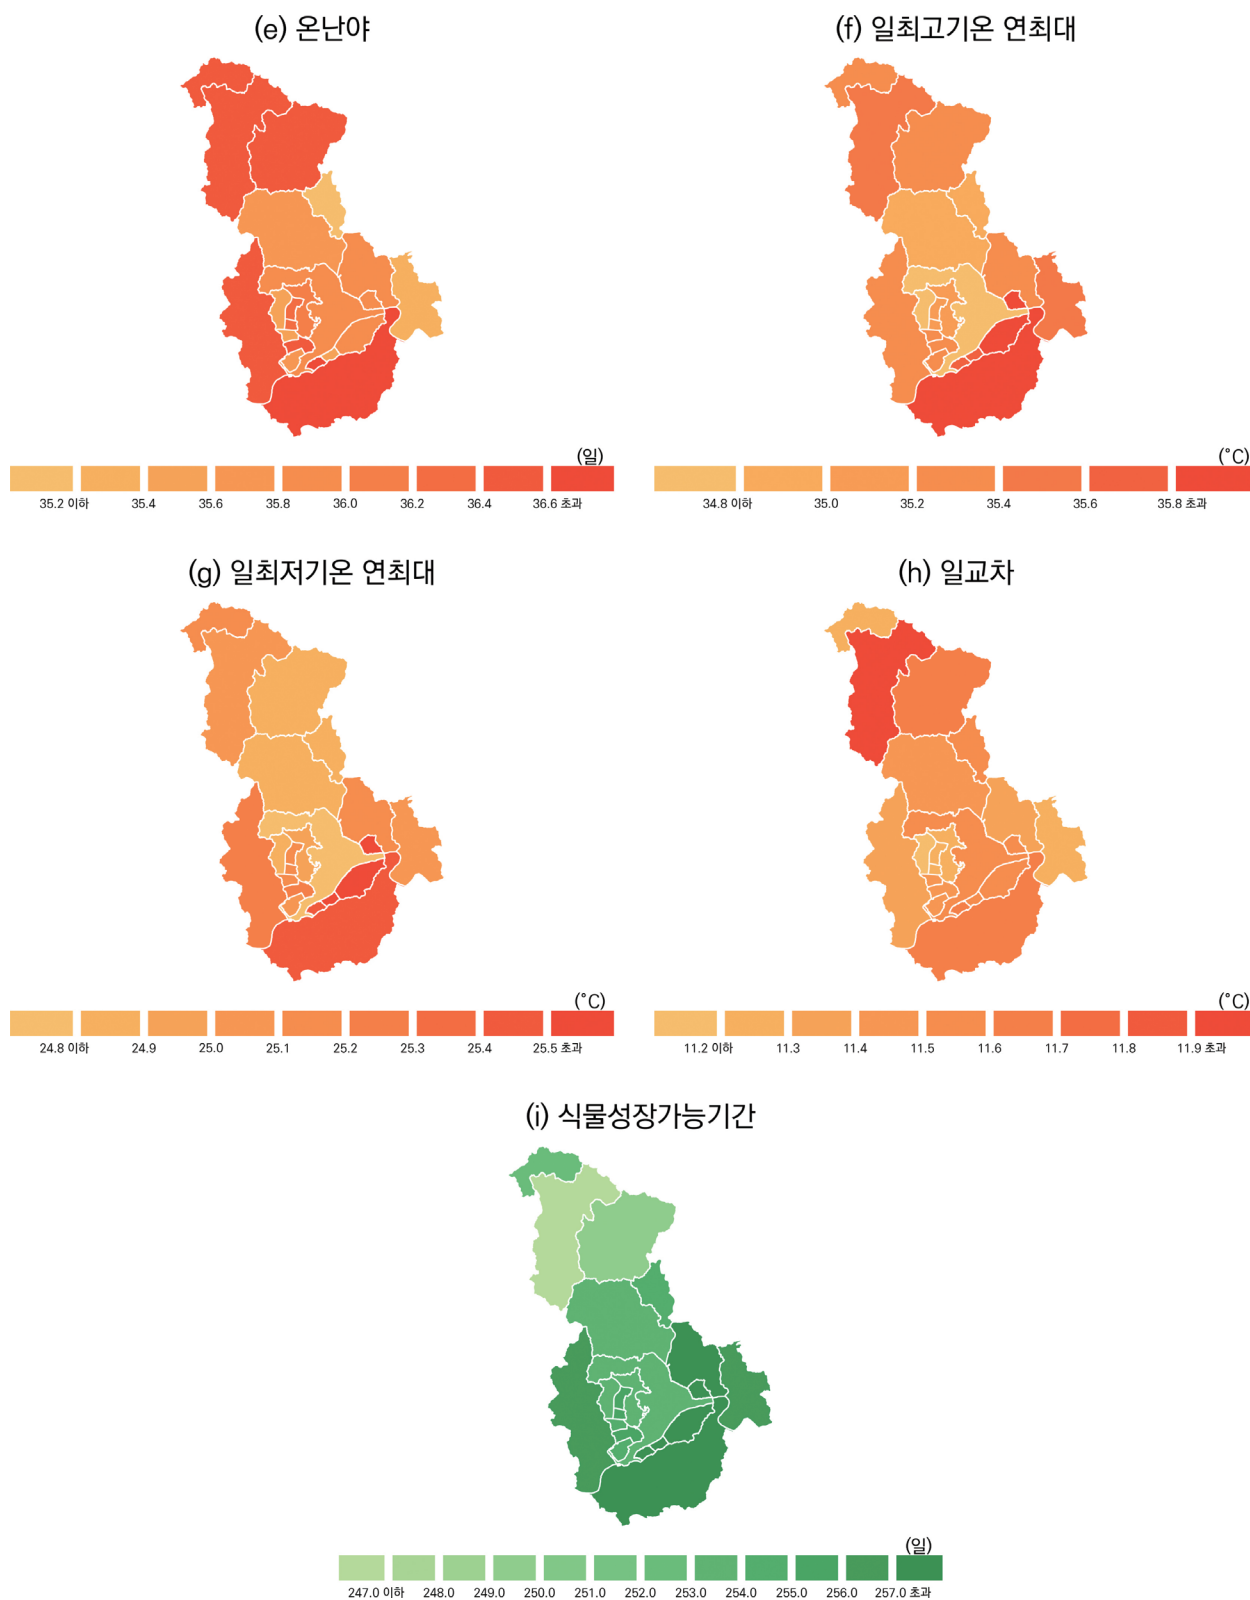 (e) 온난야
(f) 일최고기온 연최대
(일)
35.2 이하 35.4 35.6 35.8 36.0 36.2 36.4 36.6 초과
(°C)
34.8 이하 35.0 35.2 35.4 35.6 35.8 초과
(g) 일최저기온 연최대
(h) 일교차
(°C)
24.8 이하 24.9 25.0 25.1 25.2 25.3 25.4 25.5 초과
(°C)
11.2 이하 11.3 11.4 11.5 11.6 11.7 11.8 11.9 초과
(i) 식물성장가능기간
(일)
247.0 이하 248.0 249.0 250.0 251.0 252.0 253.0 254.0 255.0 256.0 257.0 초과